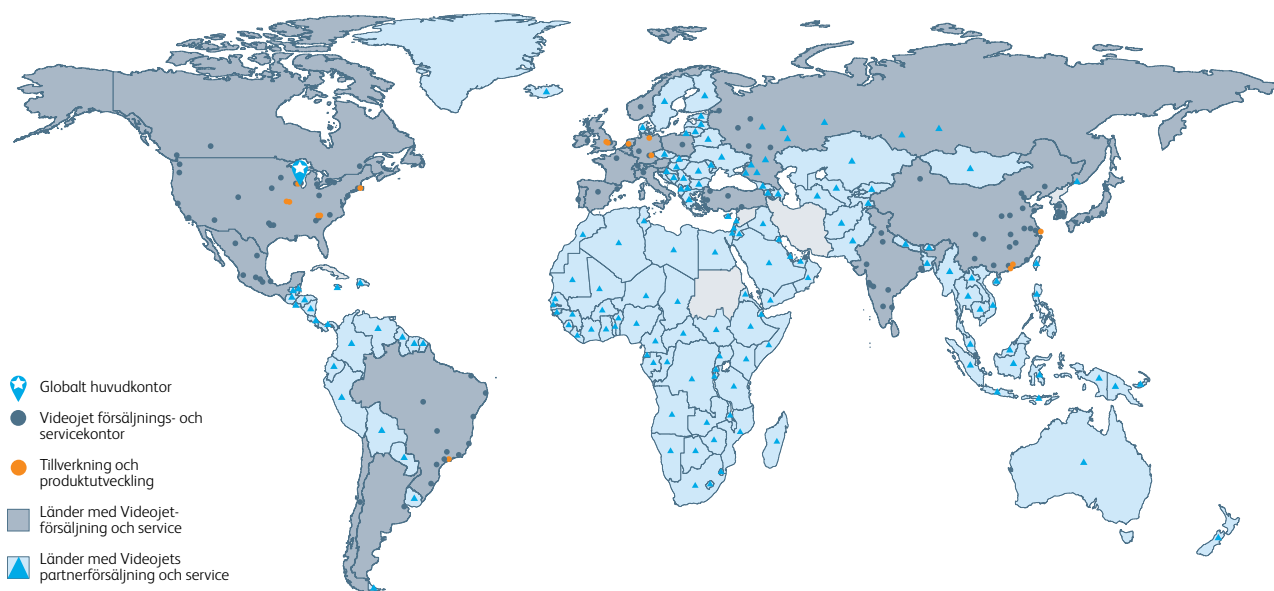 Globalt huvudkontor
Videojet försäljnings- och
servicekontor
Tillverkning och
produktutveckling
Länder med Videojet-
försäljning och service
Länder med Videojets
partnerförsäljning och service